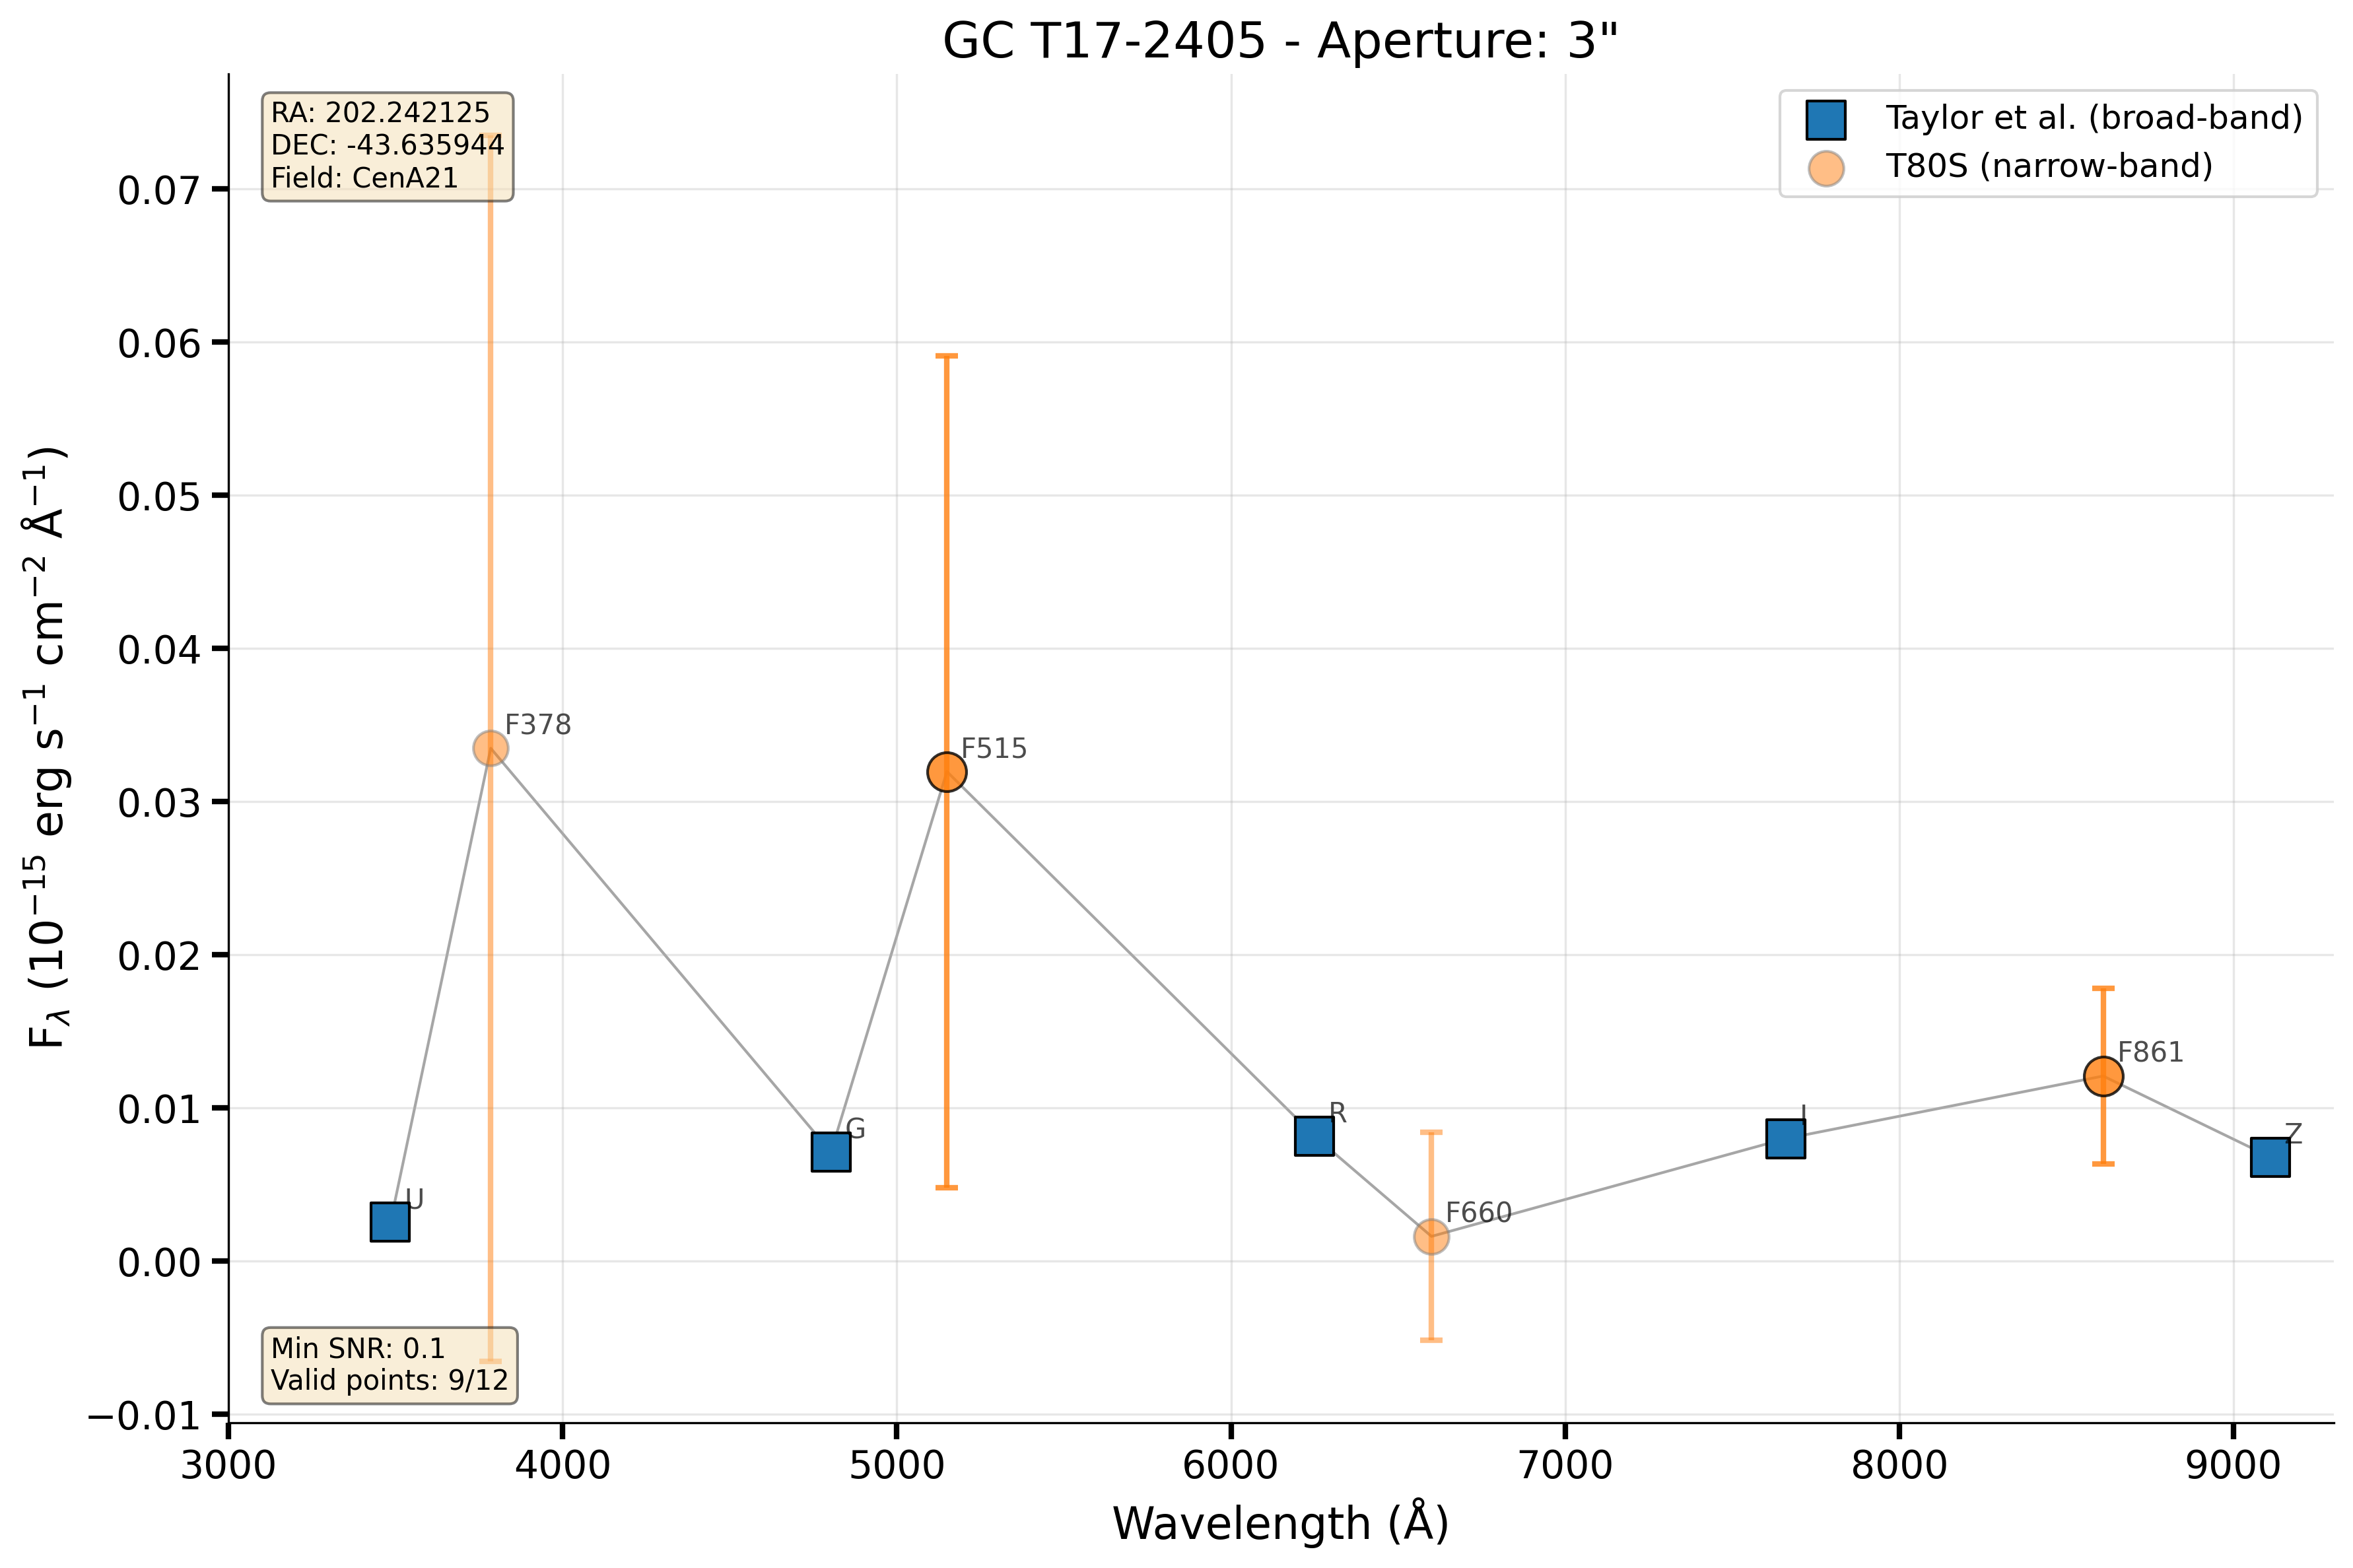 GC T17-2405 - Aperture: 3"
RA: 202.242125
DEC: -43.635944
Field: CenA21
Taylor et al. (broad-band)
T80S (narrow-band)
0.07
0.06
0.05
0.04
0.03
0.02
0.01
0.00
−0.01
F_λ (10⁻¹⁵ erg s⁻¹ cm⁻² Å⁻¹)
F378
F515
F861
G
R
I
Z
U
F660
Min SNR: 0.1
Valid points: 9/12
3000 4000 5000 6000 7000 8000 9000
Wavelength (Å)